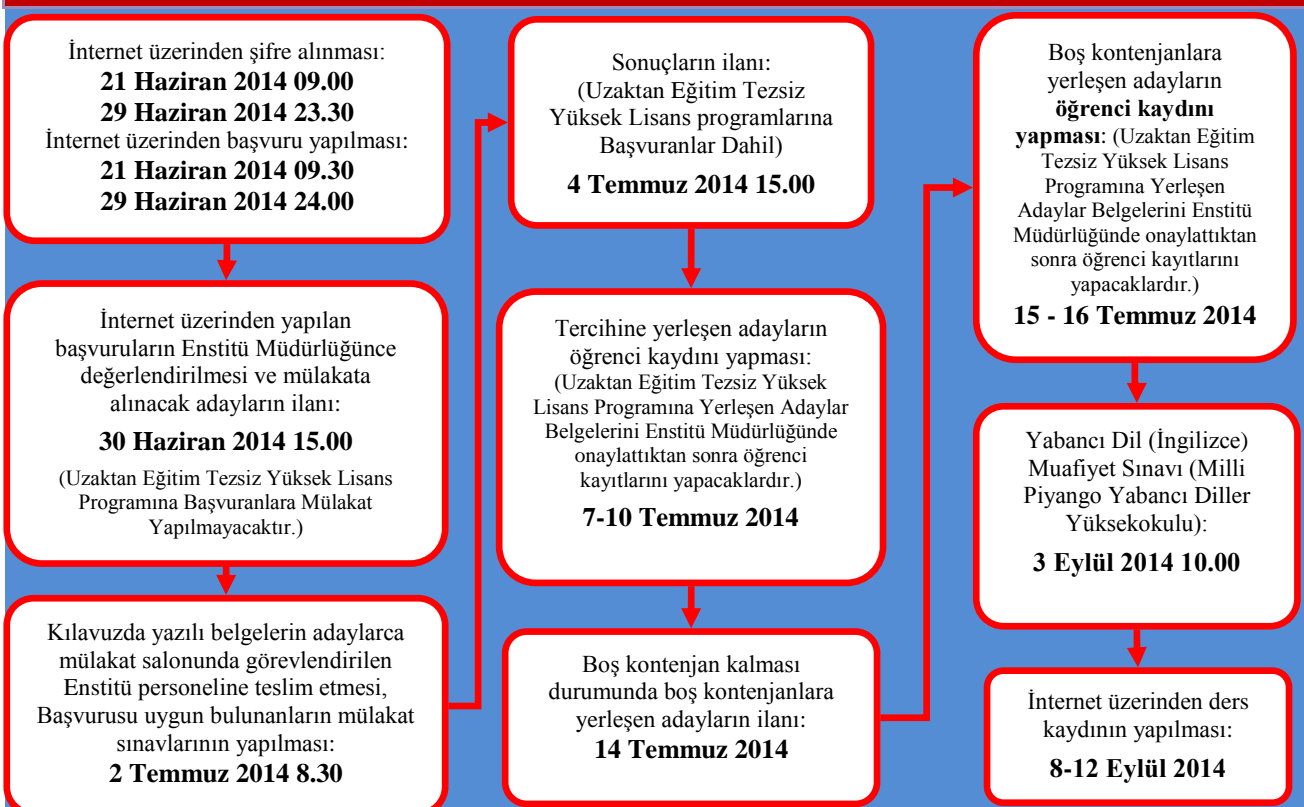 İnternet üzerinden şifre alınması:
21 Haziran 2014 09.00
29 Haziran 2014 23.30
İnternet üzerinden başvuru yapılması:
21 Haziran 2014 09.30
29 Haziran 2014 24.00
İnternet üzerinden yapılan
başvuruların Enstitü Müdürlüğünce
değerlendirilmesi ve mülakata
alınacak adayların ilanı:
30 Haziran 2014 15.00
(Uzaktan Eğitim Tezsiz Yüksek Lisans
Programına Başvuranlara Mülakat
Yapılmayacaktır.)
Kılavuzda yazılı belgelerin adaylarca
mülakat salonunda görevlendirilen
Enstitü personeline teslim etmesi,
Başvurusu uygun bulunanların mülakat
sınavlarının yapılması:
2 Temmuz 2014 8.30
Sonuçların ilanı:
(Uzaktan Eğitim Tezsiz
Yüksek Lisans programlarına
Başvuranlar Dahil)
4 Temmuz 2014 15.00
Tercihine yerleşen adayların
öğrenci kaydını yapması:
(Uzaktan Eğitim Tezsiz Yüksek
Lisans Programına Yerleşen Adaylar
Belgelerini Enstitü Müdürlüğünde
onaylattıktan sonra öğrenci
kayıtlarını yapacaklardır.)
7-10 Temmuz 2014
Boş kontenjan kalması
durumunda boş kontenjanlara
yerleşen adayların ilanı:
14 Temmuz 2014
Boş kontenjanlara
yerleşen adayların
öğrenci kaydını
yapması: (Uzaktan Eğitim
Tezsiz Yüksek Lisans
Programına Yerleşen
Adaylar Belgelerini Enstitü
Müdürlüğünde onaylattıktan
sonra öğrenci kayıtlarını
yapacaklardır.)
15 - 16 Temmuz 2014
Yabancı Dil (İngilizce)
Muafiyet Sınavı (Milli
Piyango Yabancı Diller
Yüksekokulu):
3 Eylül 2014 10.00
İnternet üzerinden ders
kaydının yapılması:
8-12 Eylül 2014